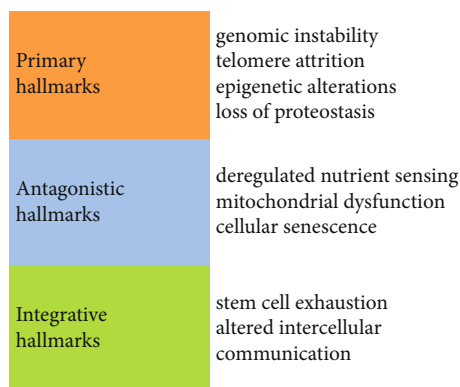 Primary
hallmarks
genomic instability
telomere attrition
epigenetic alterations
loss of proteostasis
Antagonistic
hallmarks
deregulated nutrient sensing
mitochondrial dysfunction
cellular senescence
Integrative
hallmarks
stem cell exhaustion
altered intercellular
communication